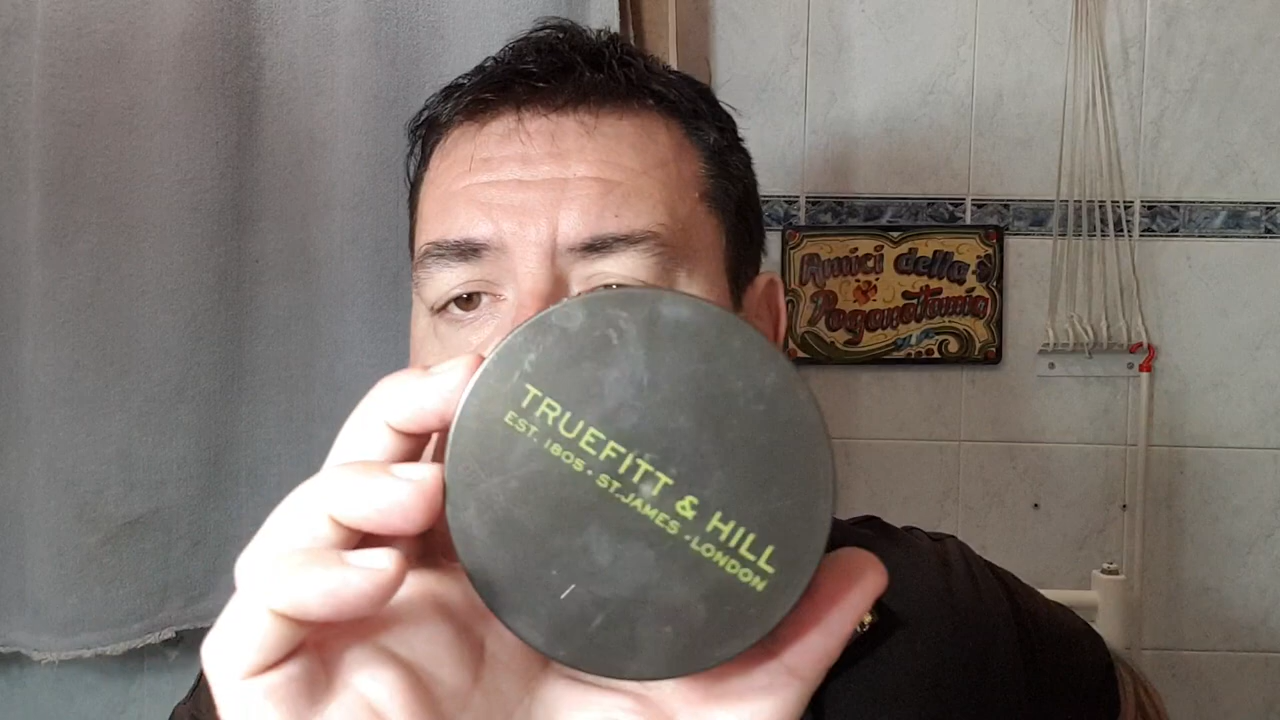 TRUEFITT & HILL
EST. 1805 · ST.JAMES · LONDON
Amici della
Pogonotomia